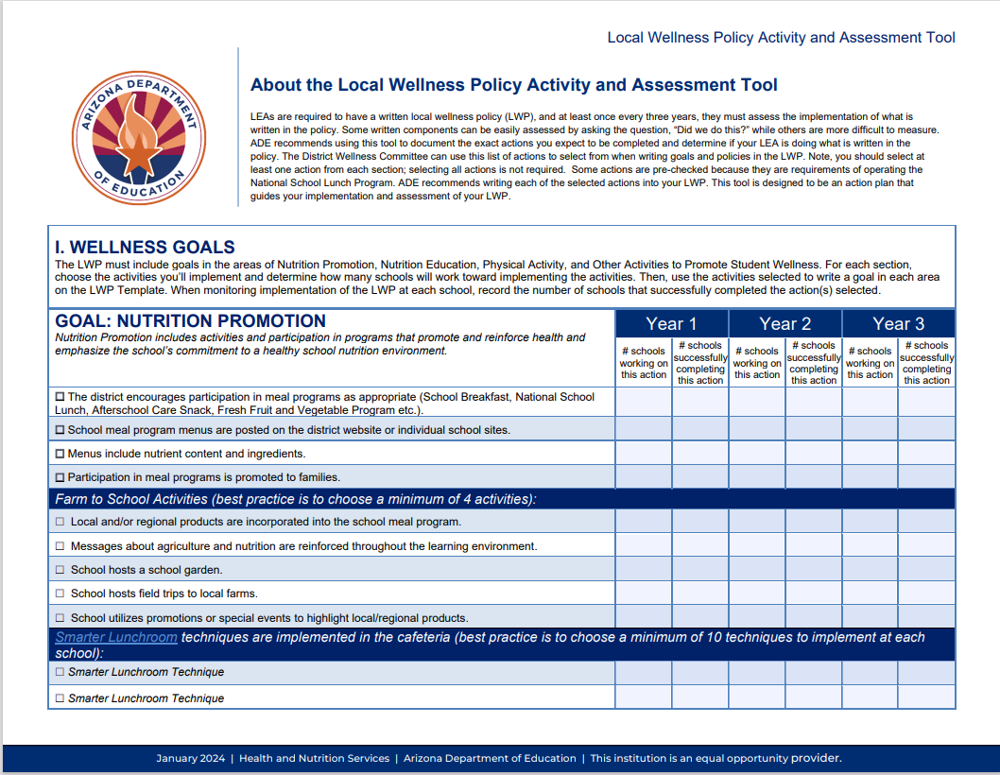 Local Wellness Policy Activity and Assessment Tool
ARIZONA DEPARTMENT
OF EDUCATION
About the Local Wellness Policy Activity and Assessment Tool
LEAs are required to have a written local wellness policy (LWP), and at least once every three years, they must assess the implementation of what is
written in the policy. Some written components can be easily assessed by asking the question, “Did we do this?” while others are more difficult to measure.
ADE recommends using this tool to document the exact actions you expect to be completed and determine if your LEA is doing what is written in the
policy. The District Wellness Committee can use this list of actions to select from when writing goals and policies in the LWP. Note, you should select at
least one action from each section; selecting all actions is not required. Some actions are pre-checked because they are requirements of operating the
National School Lunch Program. ADE recommends writing each of the selected actions into your LWP. This tool is designed to be an action plan that
guides your implementation and assessment of your LWP.
I. WELLNESS GOALS
The LWP must include goals in the areas of Nutrition Promotion, Nutrition Education, Physical Activity, and Other Activities to Promote Student Wellness. For each section,
choose the activities you’ll implement and determine how many schools will work toward implementing the activities. Then, use the activities selected to write a goal in each area
on the LWP Template. When monitoring implementation of the LWP at each school, record the number of schools that successfully completed the action(s) selected.
GOAL: NUTRITION PROMOTION
Nutrition Promotion includes activities and participation in programs that promote and reinforce health and
emphasize the school’s commitment to a healthy school nutrition environment.
Year 1
Year 2
Year 3
# schools
working on
this action
# schools
successfully
completing
this action
# schools
working on
this action
# schools
successfully
completing
this action
# schools
working on
this action
# schools
successfully
completing
this action
☐ The district encourages participation in meal programs as appropriate (School Breakfast, National School
Lunch, Afterschool Care Snack, Fresh Fruit and Vegetable Program etc.).
☐ School meal program menus are posted on the district website or individual school sites.
☐ Menus include nutrient content and ingredients.
☐ Participation in meal programs is promoted to families.
Farm to School Activities (best practice is to choose a minimum of 4 activities):
☐ Local and/or regional products are incorporated into the school meal program.
☐ Messages about agriculture and nutrition are reinforced throughout the learning environment.
☐ School hosts a school garden.
☐ School hosts field trips to local farms.
☐ School utilizes promotions or special events to highlight local/regional products.
Smarter Lunchroom techniques are implemented in the cafeteria (best practice is to choose a minimum of 10 techniques to implement at each
school):
☐ Smarter Lunchroom Technique
☐ Smarter Lunchroom Technique
January 2024 | Health and Nutrition Services | Arizona Department of Education | This institution is an equal opportunity provider.